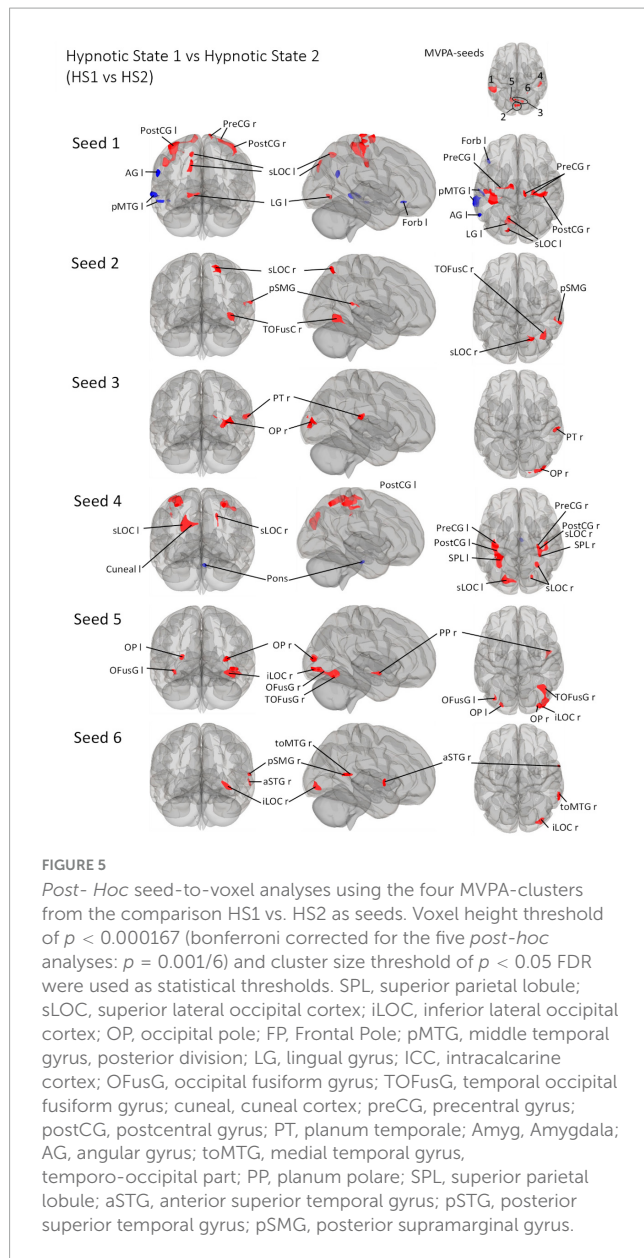 Hypnotic State 1 vs Hypnotic State 2
(HS1 vs HS2)
MVPA-seeds
1
5
4
6
2
3
Seed 1
PostCG l
PreCG r
PostCG r
AG l
sLOC l
pMTG l
LG l
Forb l
Forb l
PreCG l
PreCG r
pMTG l
AG l
PostCG r
LG l
sLOC l
Seed 2
sLOC r
pSMG
TOFusC r
TOFusC r
pSMG
sLOC r
Seed 3
PT r
OP r
PT r
OP r
Seed 4
PostCG l
sLOC l
sLOC r
Cuneal l
Pons
PreCG r
PreCG l
PostCG r
sLOC r
PostCG l
SPL r
SPL l
sLOC l
sLOC r
Seed 5
OP l
OP r
PP r
OFusG l
iLOC r
OFusG r
TOFusG r
OFusG l
TOFusG r
OP l
OP r
iLOC r
Seed 6
toMTG r
pSMG r
aSTG r
aSTG r
iLOC r
toMTG r
iLOC r
FIGURE 5
Post- Hoc seed-to-voxel analyses using the four MVPA-clusters
from the comparison HS1 vs. HS2 as seeds. Voxel height threshold
of p < 0.000167 (bonferroni corrected for the five post-hoc
analyses: p = 0.001/6) and cluster size threshold of p < 0.05 FDR
were used as statistical thresholds. SPL, superior parietal lobule;
sLOC, superior lateral occipital cortex; iLOC, inferior lateral occipital
cortex; OP, occipital pole; FP, Frontal Pole; pMTG, middle temporal
gyrus, posterior division; LG, lingual gyrus; ICC, intracalcarine
cortex; OFusG, occipital fusiform gyrus; TOFusG, temporal occipital
fusiform gyrus; cuneal, cuneal cortex; preCG, precentral gyrus;
postCG, postcentral gyrus; PT, planum temporale; Amyg, Amygdala;
AG, angular gyrus; toMTG, medial temporal gyrus,
temporo-occipital part; PP, planum polare; SPL, superior parietal
lobule; aSTG, anterior superior temporal gyrus; pSTG, posterior
superior temporal gyrus; pSMG, posterior supramarginal gyrus.